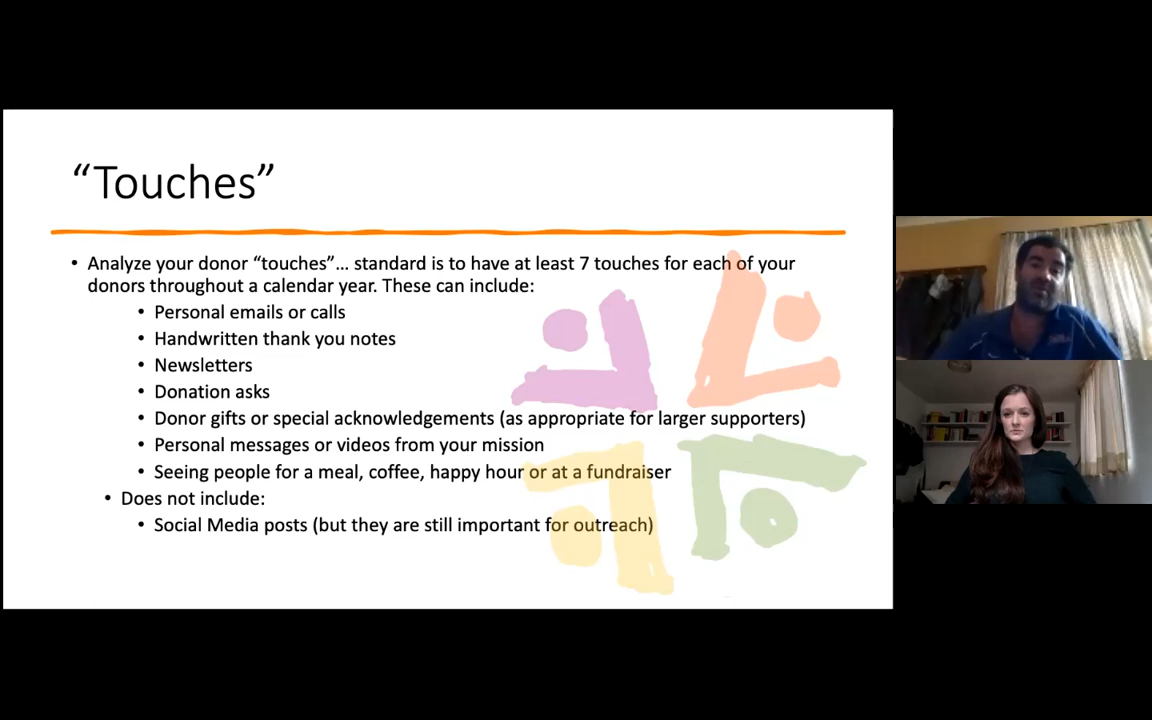 “Touches”
• Analyze your donor “touches”... standard is to have at least 7 touches for each of your
donors throughout a calendar year. These can include:
• Personal emails or calls
• Handwritten thank you notes
• Newsletters
• Donation asks
• Donor gifts or special acknowledgements (as appropriate for larger supporters)
• Personal messages or videos from your mission
• Seeing people for a meal, coffee, happy hour or at a fundraiser
• Does not include:
• Social Media posts (but they are still important for outreach)